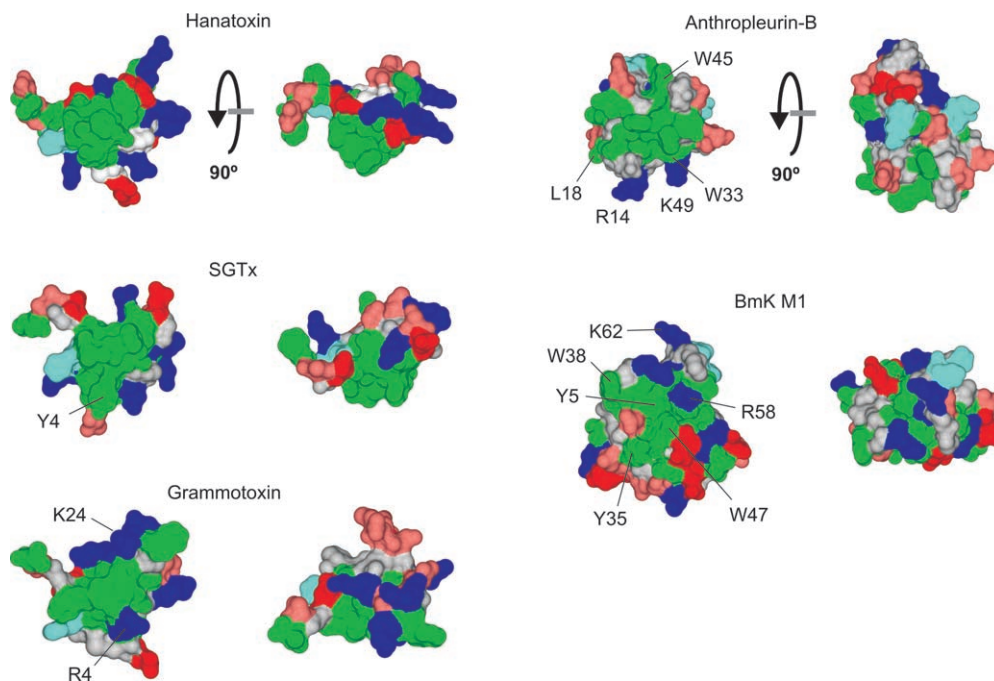 Hanatoxin
90º
SGTx
Y4
Grammotoxin
K24
R4
Anthropleurin-B
W45
90º
L18
R14
K49
W33
BmK M1
K62
W38
Y5
R58
Y35
W47